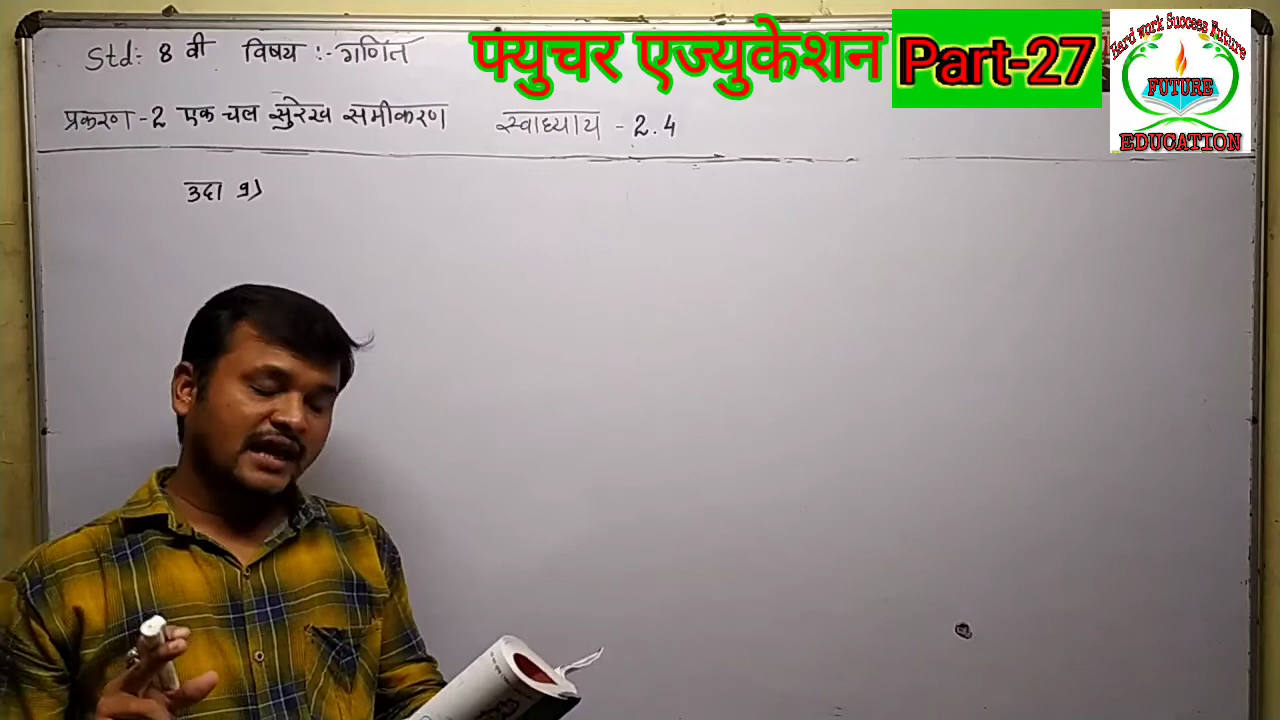 Std:- 8 वी विषय :- गणित
फ्युचर एज्युकेशन Part-27
Hard work Success Future
FUTURE
EDUCATION
प्रकरण - 2 एक चल सुरेख समीकरण स्वाध्याय - 2.4
उदा १)